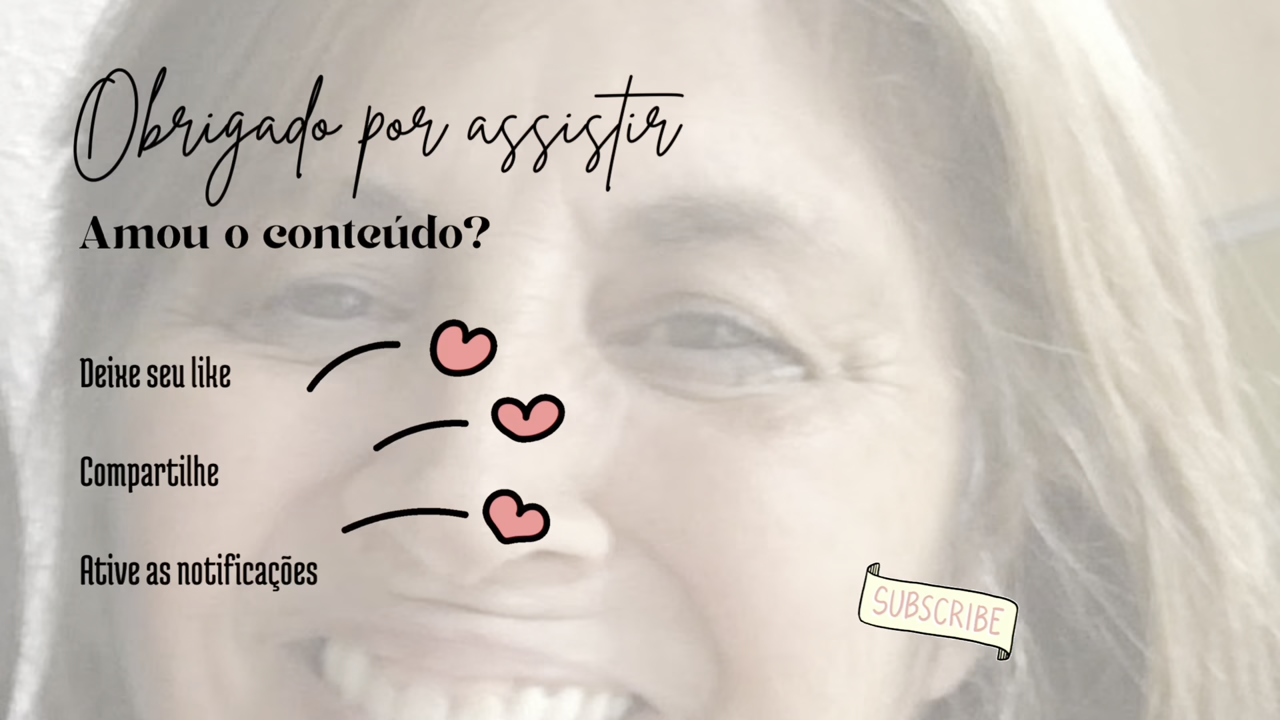 Obrigado por assistir
Amou o conteúdo?
Deixe seu like
Compartilhe
Ative as notificações
SUBSCRIBE